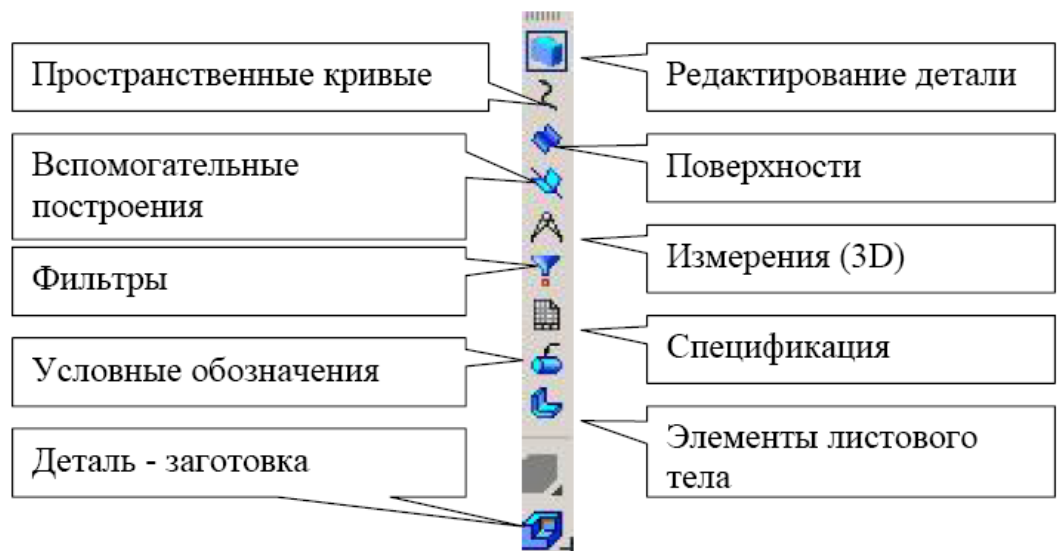 Пространственные кривые
Редактирование детали
Вспомогательные
построения
Поверхности
Фильтры
Измерения (3D)
Условные обозначения
Спецификация
Деталь - заготовка
Элементы листового
тела